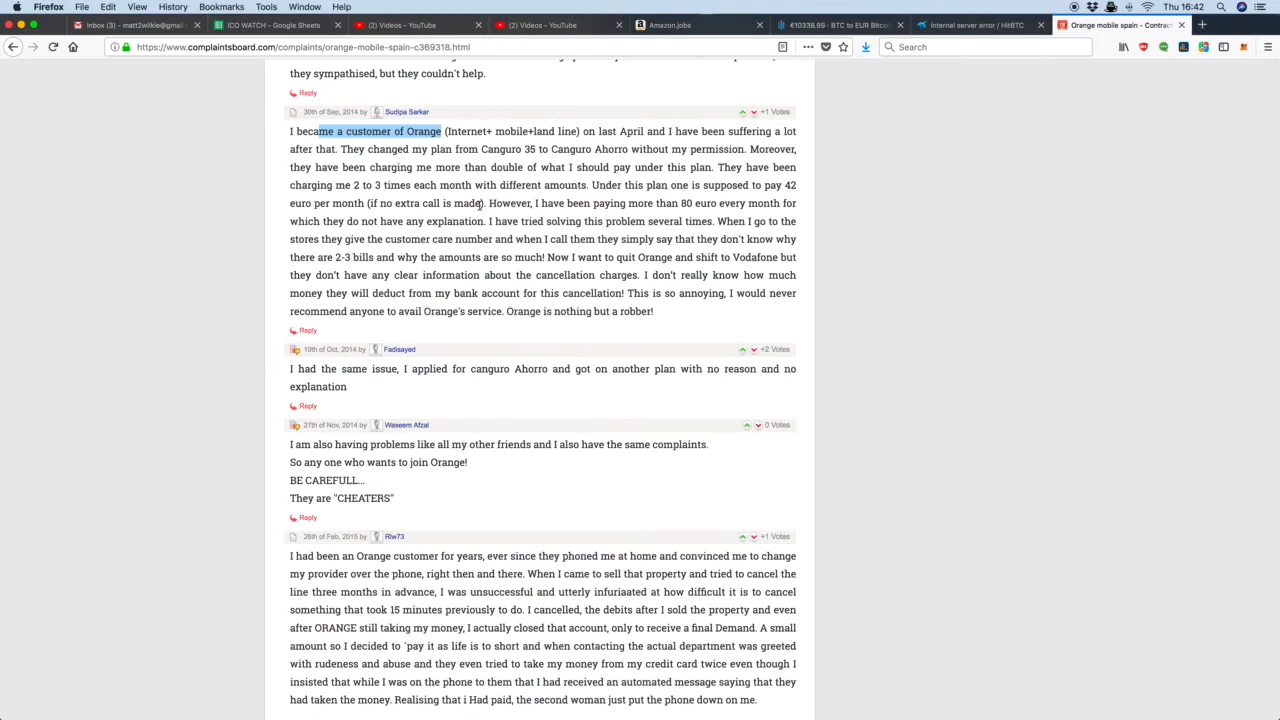 Firefox File Edit View History Bookmarks Tools Window Help
Thu 16:42
Inbox (3) - matt2wilkie@gmail.
ICO WATCH - Google Sheets
(2) Videos - YouTube
(2) Videos - YouTube
Amazon.jobs
€10338.99 · BTC to EUR Bitcoi
Internal server error / HitBTC
Orange mobile spain - Contrac
https://www.complaintsboard.com/complaints/orange-mobile-spain-c369318.html
Search
they sympathised, but they couldn't help.
Reply
30th of Sep, 2014 by Sudipa Sarkar +1 Votes
I became a customer of Orange (Internet+ mobile+land line) on last April and I have been suffering a lot
after that. They changed my plan from Canguro 35 to Canguro Ahorro without my permission. Moreover,
they have been charging me more than double of what I should pay under this plan. They have been
charging me 2 to 3 times each month with different amounts. Under this plan one is supposed to pay 42
euro per month (if no extra call is made). However, I have been paying more than 80 euro every month for
which they do not have any explanation. I have tried solving this problem several times. When I go to the
stores they give the customer care number and when I call them they simply say that they don't know why
there are 2-3 bills and why the amounts are so much! Now I want to quit Orange and shift to Vodafone but
they don't have any clear information about the cancellation charges. I don't really know how much
money they will deduct from my bank account for this cancellation! This is so annoying, I would never
recommend anyone to avail Orange's service. Orange is nothing but a robber!
Reply
19th of Oct, 2014 by Fadisayed +2 Votes
I had the same issue, I applied for canguro Ahorro and got on another plan with no reason and no
explanation
Reply
27th of Nov, 2014 by Waseem Afzal 0 Votes
I am also having problems like all my other friends and I also have the same complaints.
So any one who wants to join Orange!
BE CAREFULL...
They are "CHEATERS"
Reply
26th of Feb, 2015 by Rlw73 +1 Votes
I had been an Orange customer for years, ever since they phoned me at home and convinced me to change
my provider over the phone, right then and there. When I came to sell that property and tried to cancel the
line three months in advance, I was unsuccessful and utterly infuriaated at how difficult it is to cancel
something that took 15 minutes previously to do. I cancelled, the debits after I sold the property and even
after ORANGE still taking my money, I actually closed that account, only to receive a final Demand. A small
amount so I decided to `pay it as life is to short and when contacting the actual department was greeted
with rudeness and abuse and they even tried to take my money from my credit card twice even though I
insisted that while I was on the phone to them that I had received an automated message saying that they
had taken the money. Realising that i Had paid, the second woman just put the phone down on me.